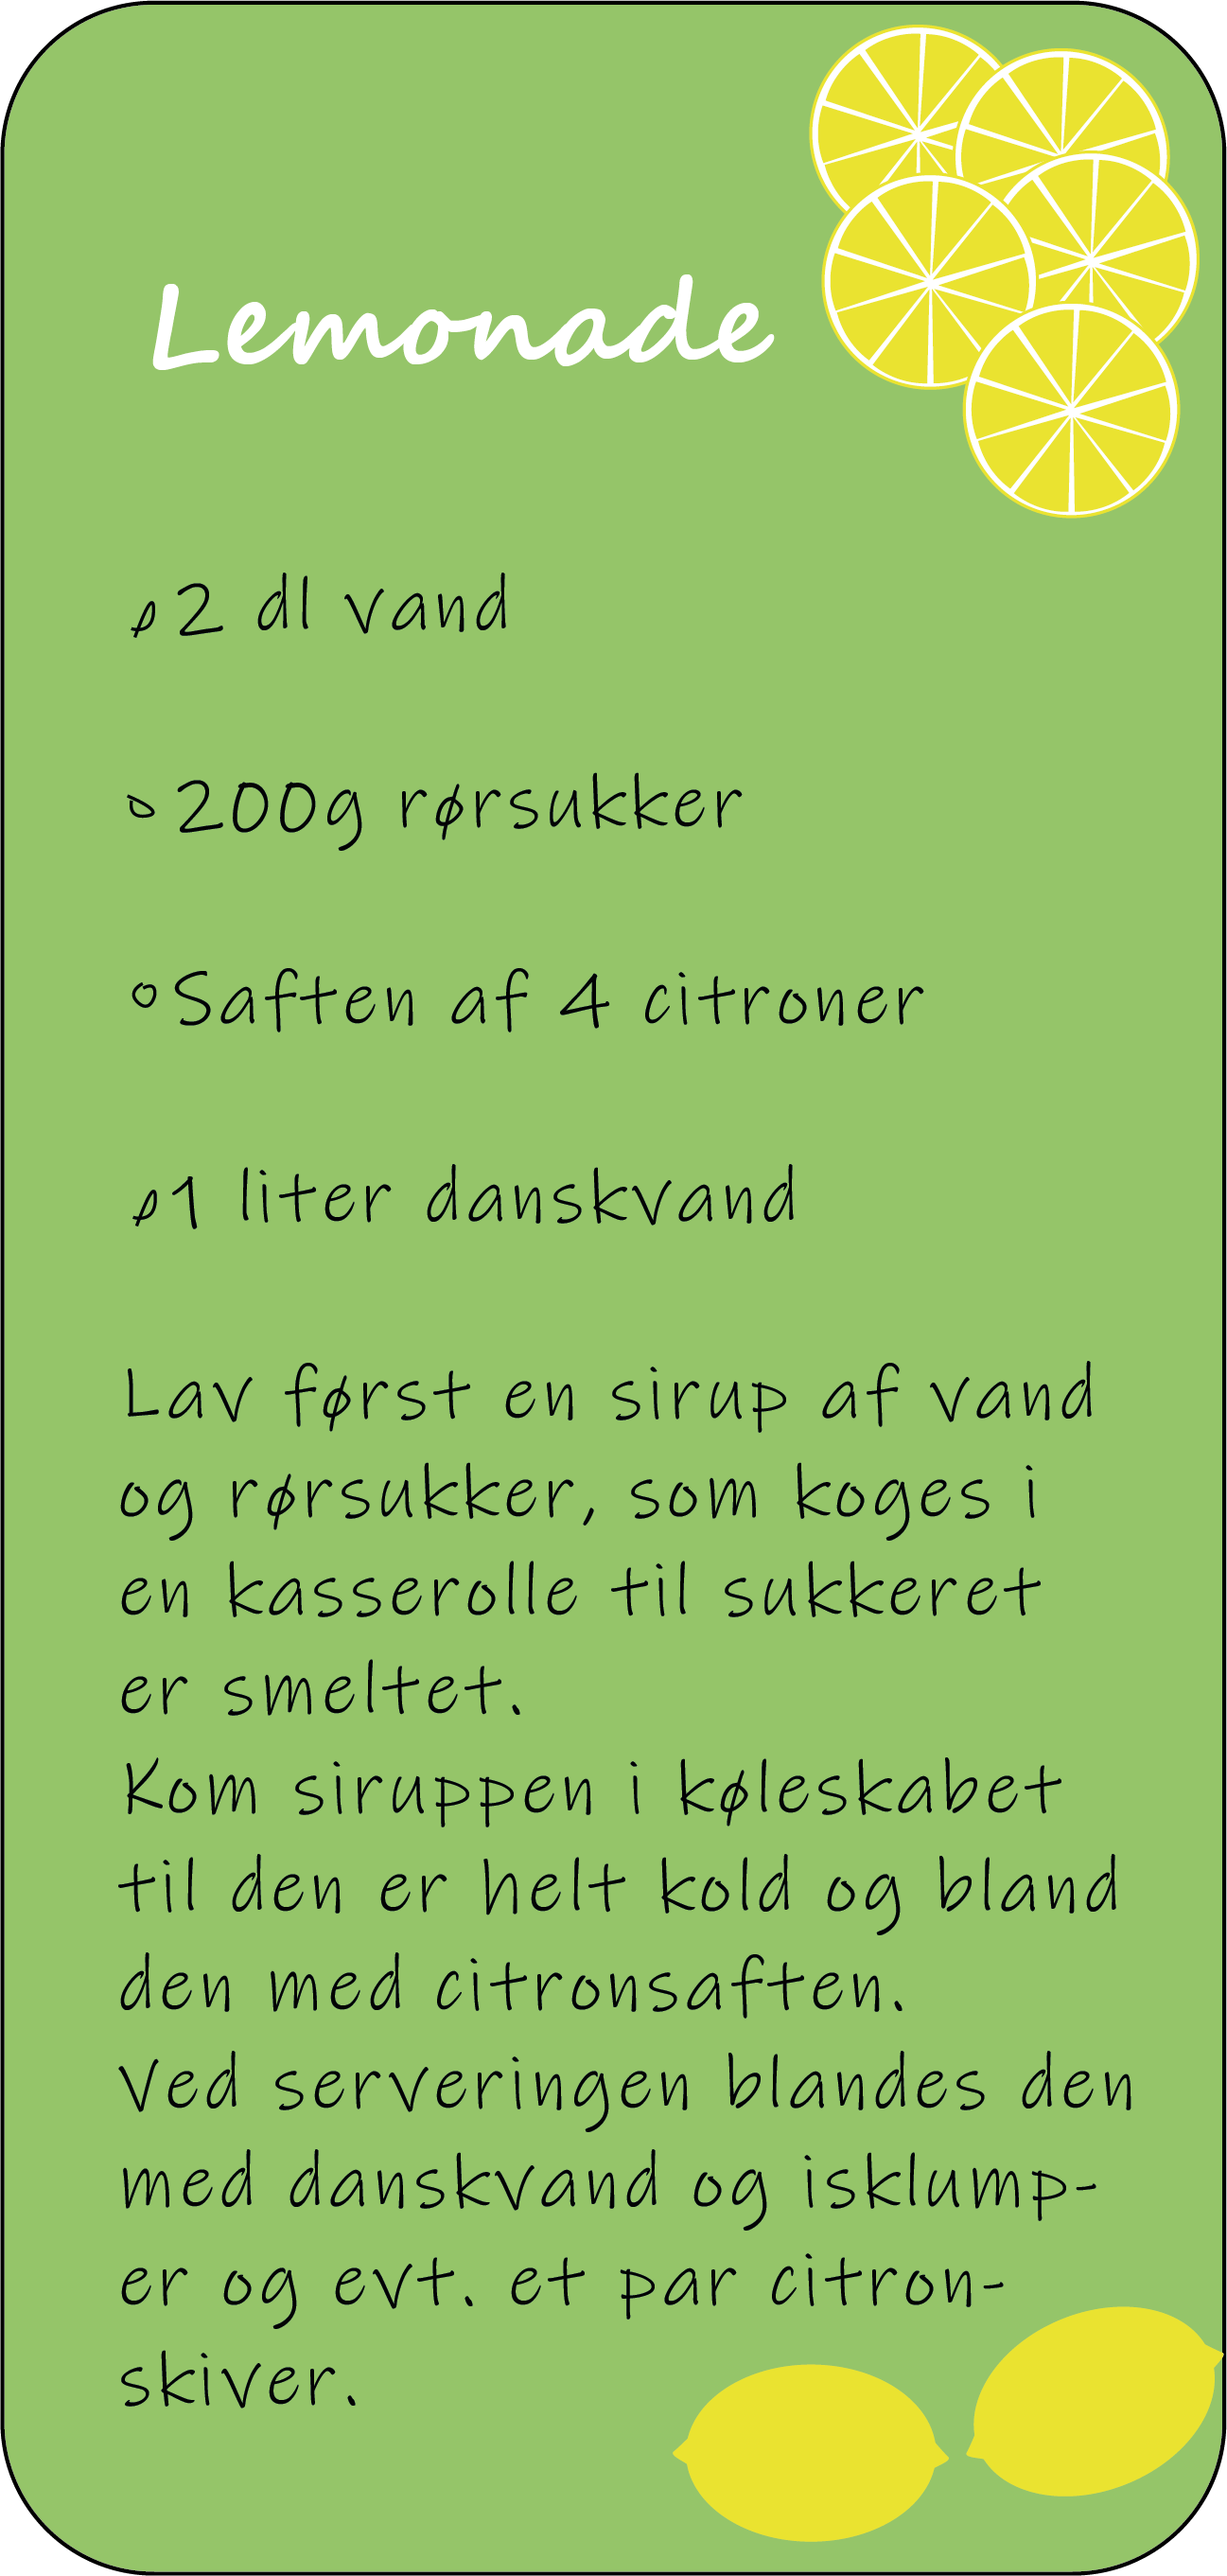 Lemonade
2 dl vand
200g rørsukker
Saften af 4 citroner
1 liter danskvand
Lav først en sirup af vand
og rørsukker, som koges i
en kasserolle til sukkeret
er smeltet.
Kom siruppen i køleskabet
til den er helt kold og bland
den med citronsaften.
Ved serveringen blandes den
med danskvand og isklump-
er og evt. et par citron-
skiver.